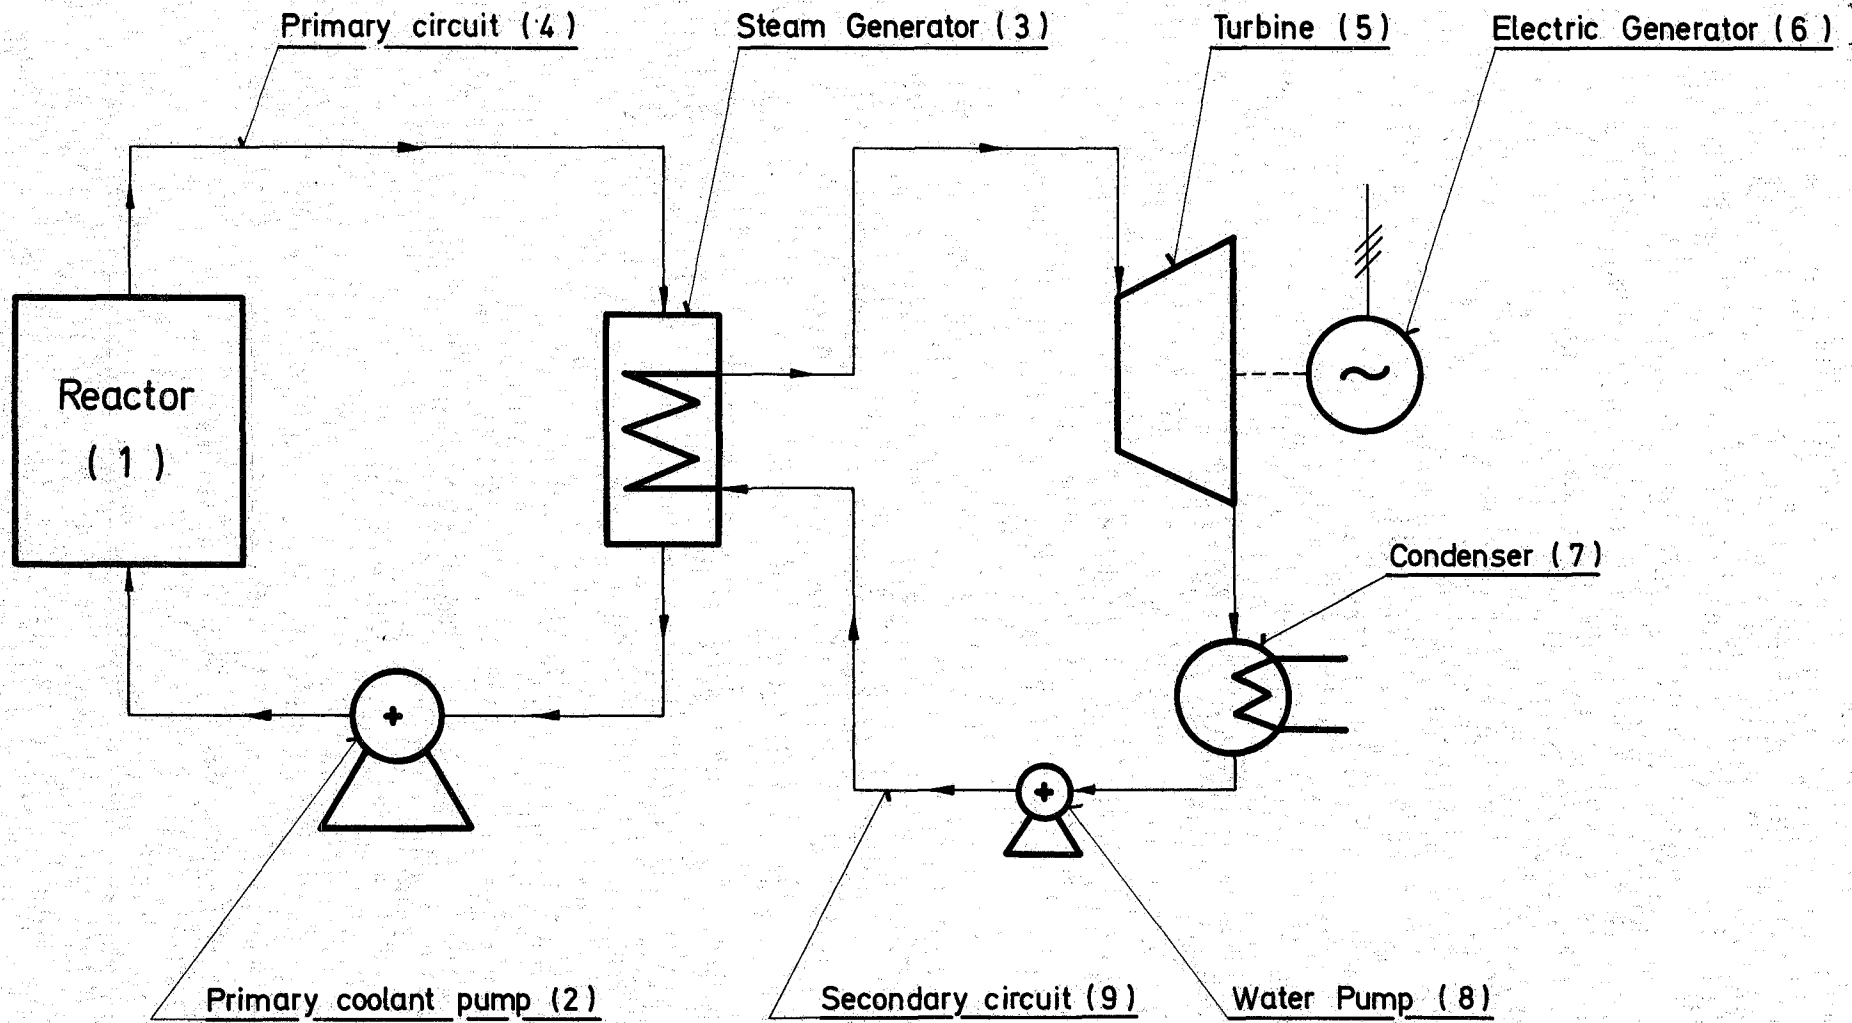 Primary circuit (4)
Steam Generator (3)
Turbine (5)
Electric Generator (6)
Reactor
(1)
Condenser (7)
Primary coolant pump (2)
Secondary circuit (9)
Water Pump (8)